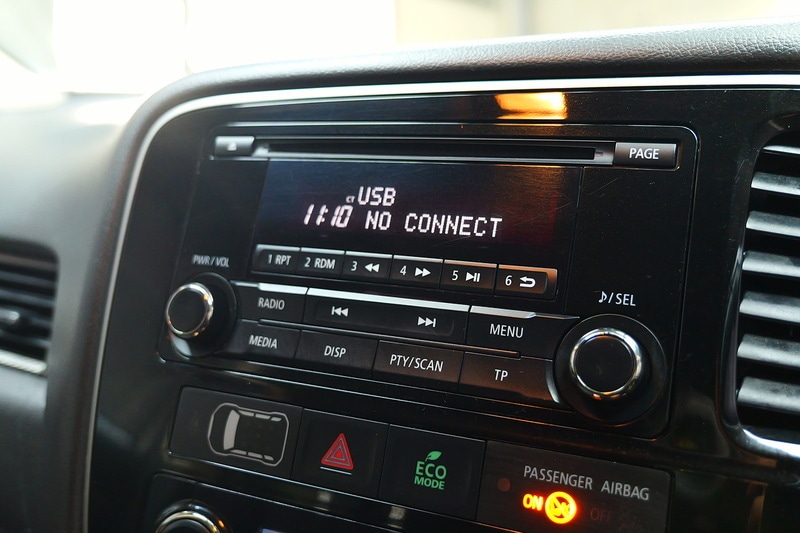 PAGE
CT USB
11:10 NO CONNECT
PWR/VOL
1 RPT 2 RDM 3 4 5 6
♪/SEL
RADIO MENU
MEDIA DISP PTY/SCAN TP
ECO
MODE
PASSENGER AIRBAG
ON OFF